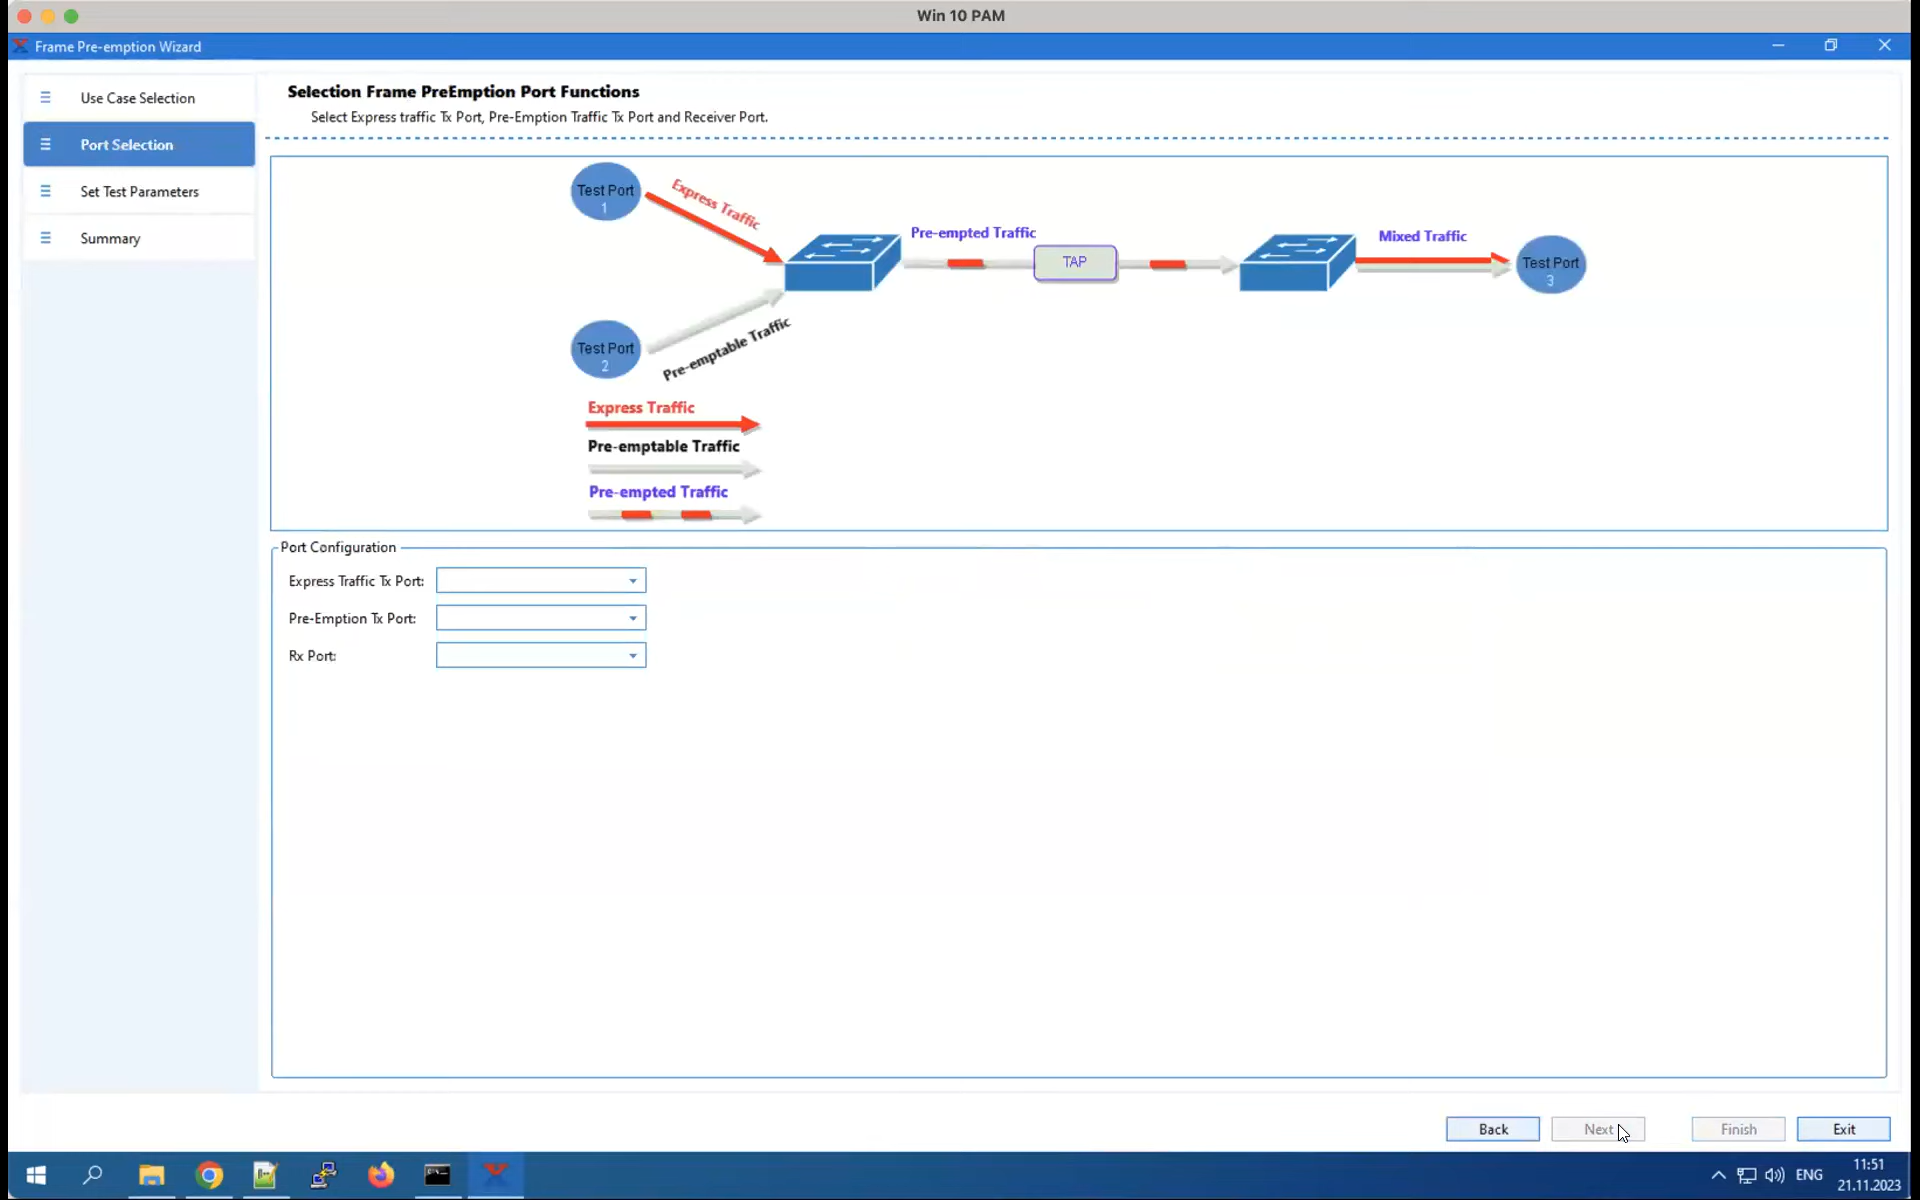 Win 10 PAM
Frame Pre-emption Wizard
Use Case Selection
Port Selection
Set Test Parameters
Summary
Selection Frame PreEmption Port Functions
Select Express traffic Tx Port, Pre-Emption Traffic Tx Port and Receiver Port.
Test Port
1
Express Traffic
Pre-empted Traffic
TAP
Mixed Traffic
Test Port
3
Test Port
2
Pre-emptable Traffic
Express Traffic
Pre-emptable Traffic
Pre-empted Traffic
Port Configuration
Express Traffic Tx Port:
Pre-Emption Tx Port:
Rx Port:
Back
Next
Finish
Exit
ENG
11:51
21.11.2023